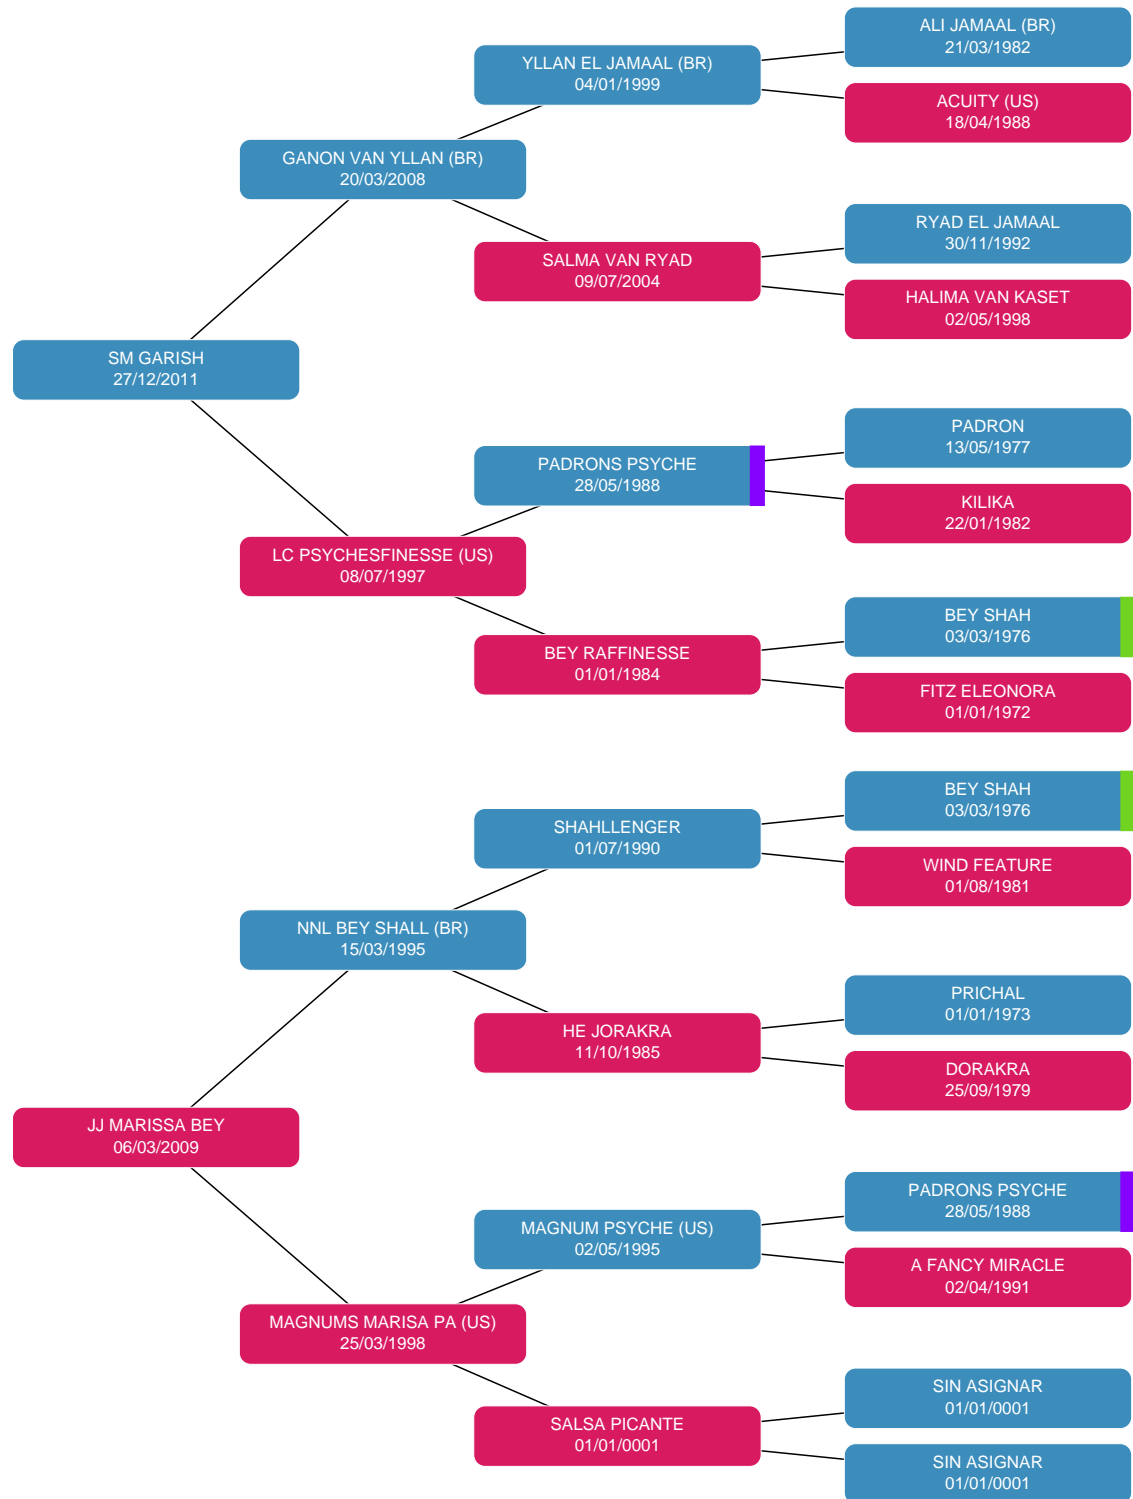 ALI JAMAAL (BR)
21/03/1982
YLLAN EL JAMAAL (BR)
04/01/1999
ACUITY (US)
18/04/1988
GANON VAN YLLAN (BR)
20/03/2008
RYAD EL JAMAAL
30/11/1992
SALMA VAN RYAD
09/07/2004
HALIMA VAN KASET
02/05/1998
SM GARISH
27/12/2011
PADRON
13/05/1977
PADRONS PSYCHE
28/05/1988
KILIKA
22/01/1982
LC PSYCHESFINESSE (US)
08/07/1997
BEY SHAH
03/03/1976
BEY RAFFINESSE
01/01/1984
FITZ ELEONORA
01/01/1972
BEY SHAH
03/03/1976
SHAHLLENGER
01/07/1990
WIND FEATURE
01/08/1981
NNL BEY SHALL (BR)
15/03/1995
PRICHAL
01/01/1973
HE JORAKRA
11/10/1985
DORAKRA
25/09/1979
JJ MARISSA BEY
06/03/2009
PADRONS PSYCHE
28/05/1988
MAGNUM PSYCHE (US)
02/05/1995
A FANCY MIRACLE
02/04/1991
MAGNUMS MARISA PA (US)
25/03/1998
SIN ASIGNAR
01/01/0001
SALSA PICANTE
01/01/0001
SIN ASIGNAR
01/01/0001